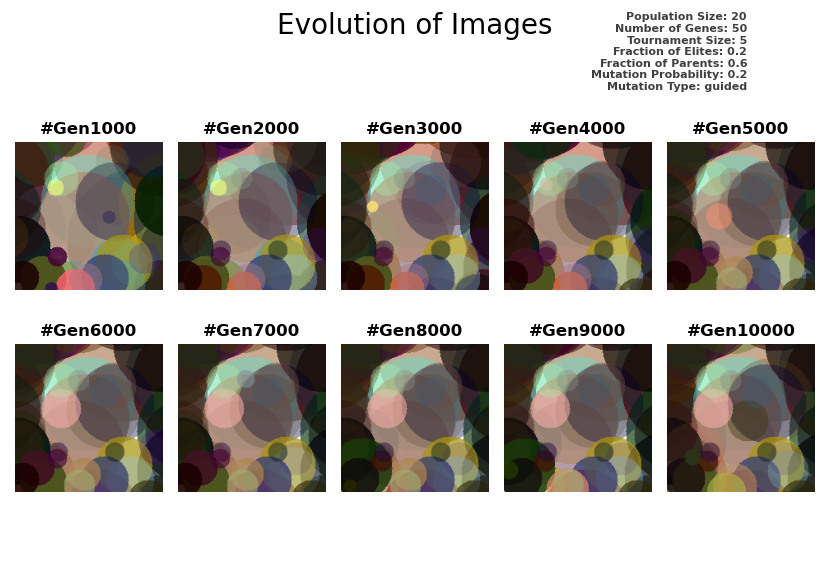 Evolution of Images
Population Size: 20
Number of Genes: 50
Tournament Size: 5
Fraction of Elites: 0.2
Fraction of Parents: 0.6
Mutation Probability: 0.2
Mutation Type: guided
#Gen1000
#Gen2000
#Gen3000
#Gen4000
#Gen5000
#Gen6000
#Gen7000
#Gen8000
#Gen9000
#Gen10000